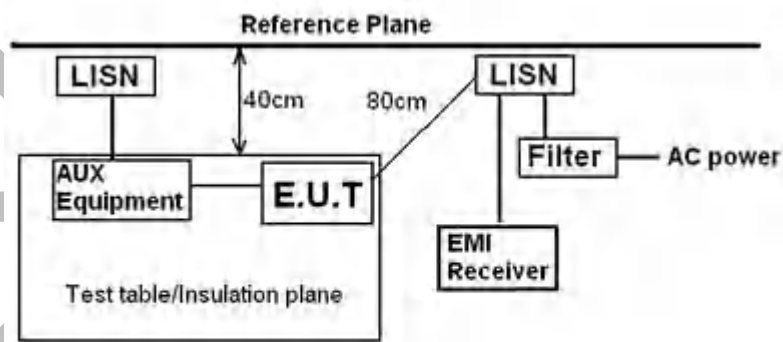 Reference Plane
LISN
40cm
80cm
LISN
Filter
AC power
AUX
Equipment
E.U.T
EMI
Receiver
Test table/Insulation plane